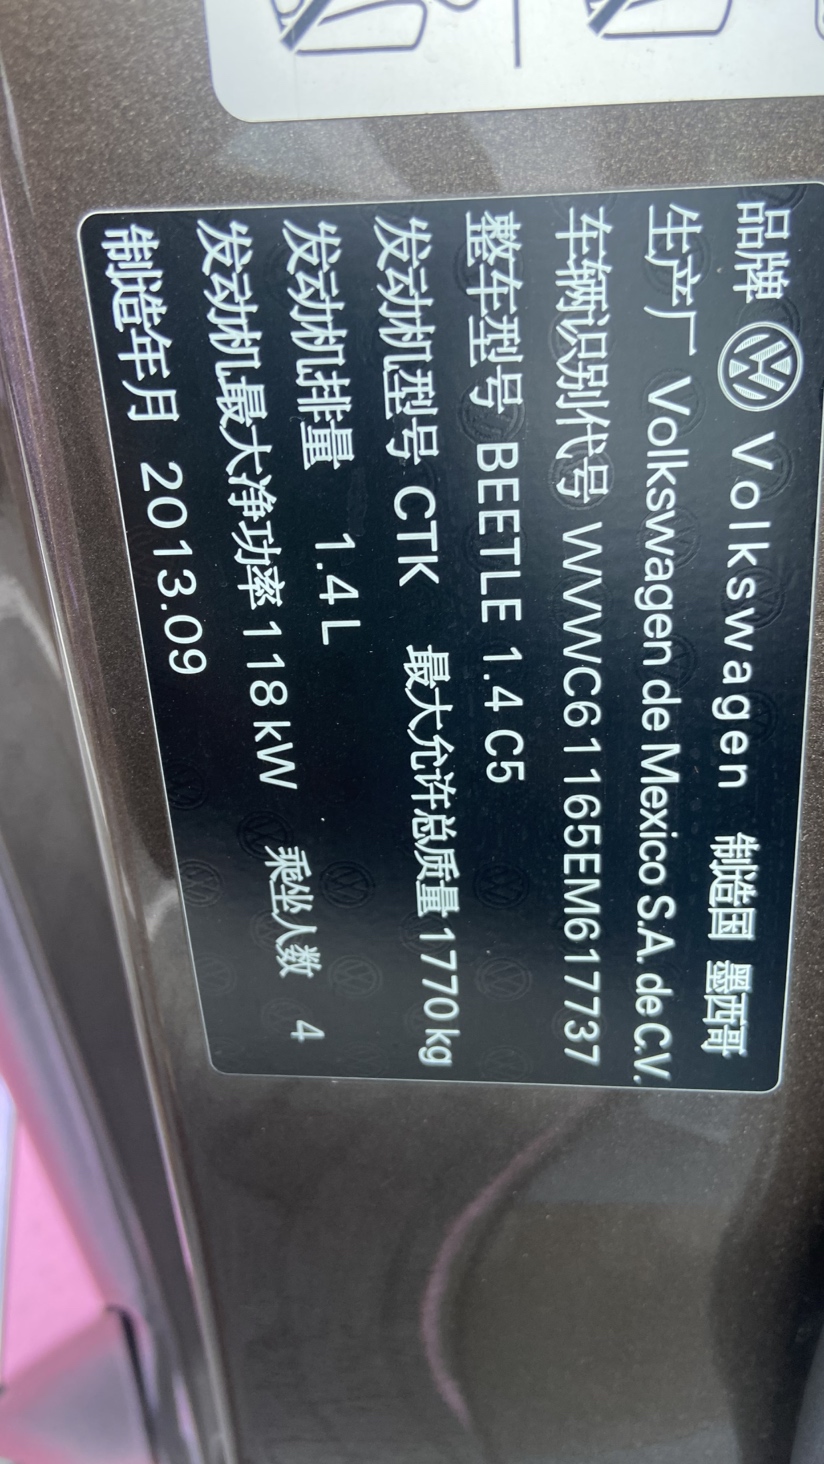 品牌 Volkswagen 制造国 墨西哥
生产厂 Volkswagen de Mexico S.A. de C.V.
车辆识别代号 WVWC61165EM617737
整车型号 BEETLE 1.4 C5
发动机型号 CTK 最大允许总质量 1770 kg
发动机排量 1.4 L
发动机最大净功率 118 kW 乘坐人数 4
制造年月 2013.09